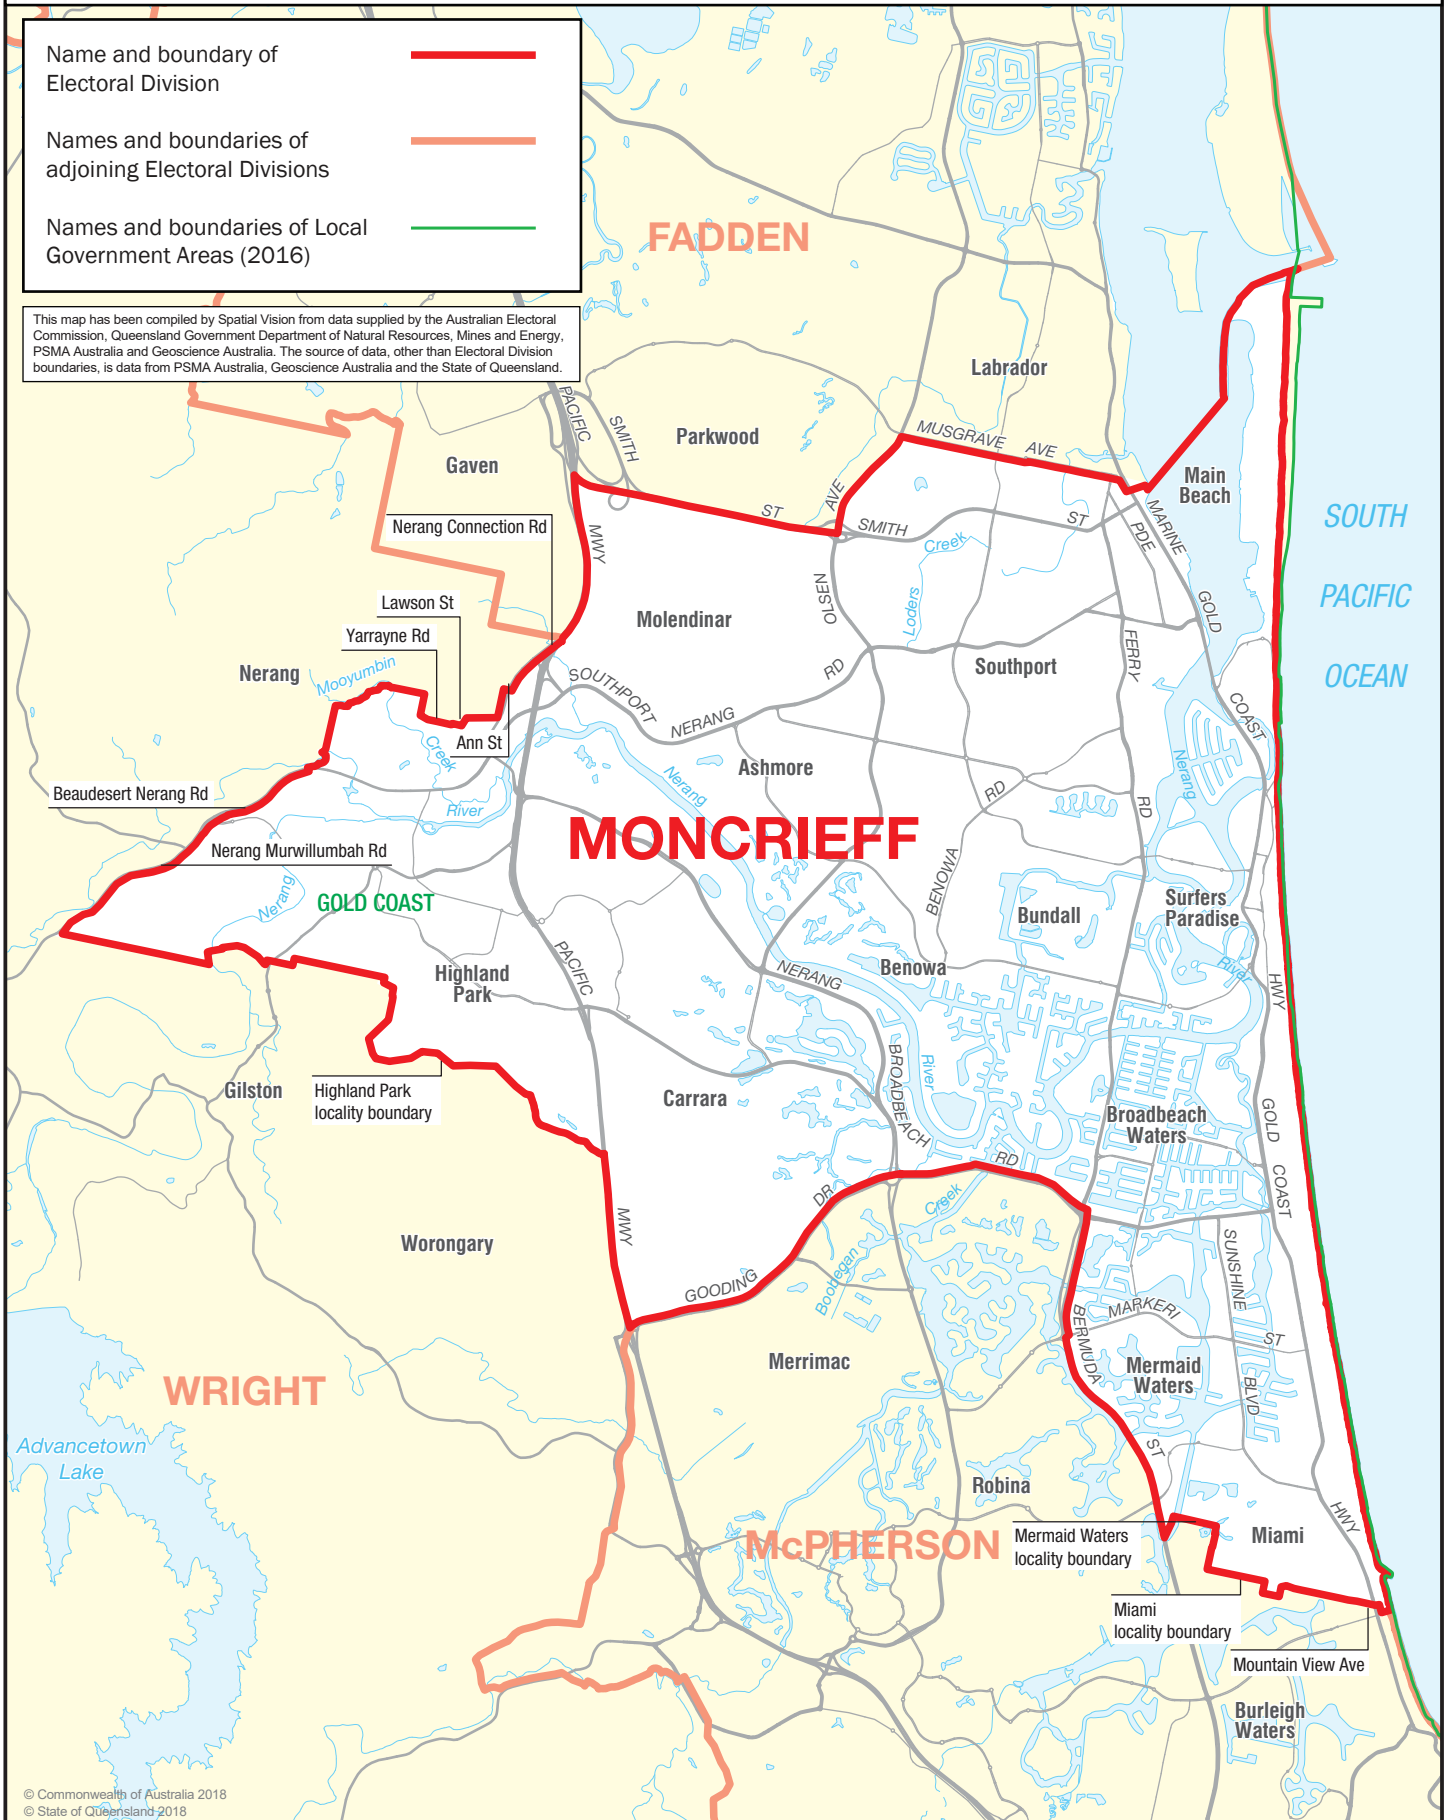 Name and boundary of
Electoral Division
Names and boundaries of
adjoining Electoral Divisions
Names and boundaries of Local
Government Areas (2016)
This map has been compiled by Spatial Vision from data supplied by the Australian Electoral
Commission, Queensland Government Department of Natural Resources, Mines and Energy,
PSMA Australia and Geoscience Australia. The source of data, other than Electoral Division
boundaries, is data from PSMA Australia, Geoscience Australia and the State of Queensland.
FADDEN
Labrador
PACIFIC
SMITH
Parkwood
MUSGRAVE AVE
Gaven
Main
Beach
AVE
ST
SMITH
ST
MARINE
PDE
SOUTH
PACIFIC
OCEAN
Nerang Connection Rd
MWY
Creek
Loders
OLSEN
Lawson St
Molendinar
GOLD
Yarrayne Rd
FERRY
Nerang
Mooyumbin
SOUTHPORT
NERANG
RD
Southport
COAST
Creek
Ann St
Nerang
Ashmore
Nerang
Beaudesert Nerang Rd
River
RD
RD
MONCRIEFF
Nerang Murwillumbah Rd
BENOWA
Nerang
GOLD COAST
Bundall
Surfers
Paradise
Highland
Park
PACIFIC
NERANG
Benowa
River
HWY
Gilston
Highland Park
locality boundary
Carrara
BROADBEACH
River
GOLD
Broadbeach
Waters
RD
COAST
DR
Creek
MWY
Worongary
SUNSHINE
Boobegan
GOODING
MARKERI
ST
BERMUDA
Merrimac
Mermaid
Waters
BLVD
WRIGHT
Advancetown
Lake
ST
Robina
HWY
McPHERSON
Mermaid Waters
locality boundary
Miami
Miami
locality boundary
Mountain View Ave
Burleigh
Waters
© Commonwealth of Australia 2018
© State of Queensland 2018